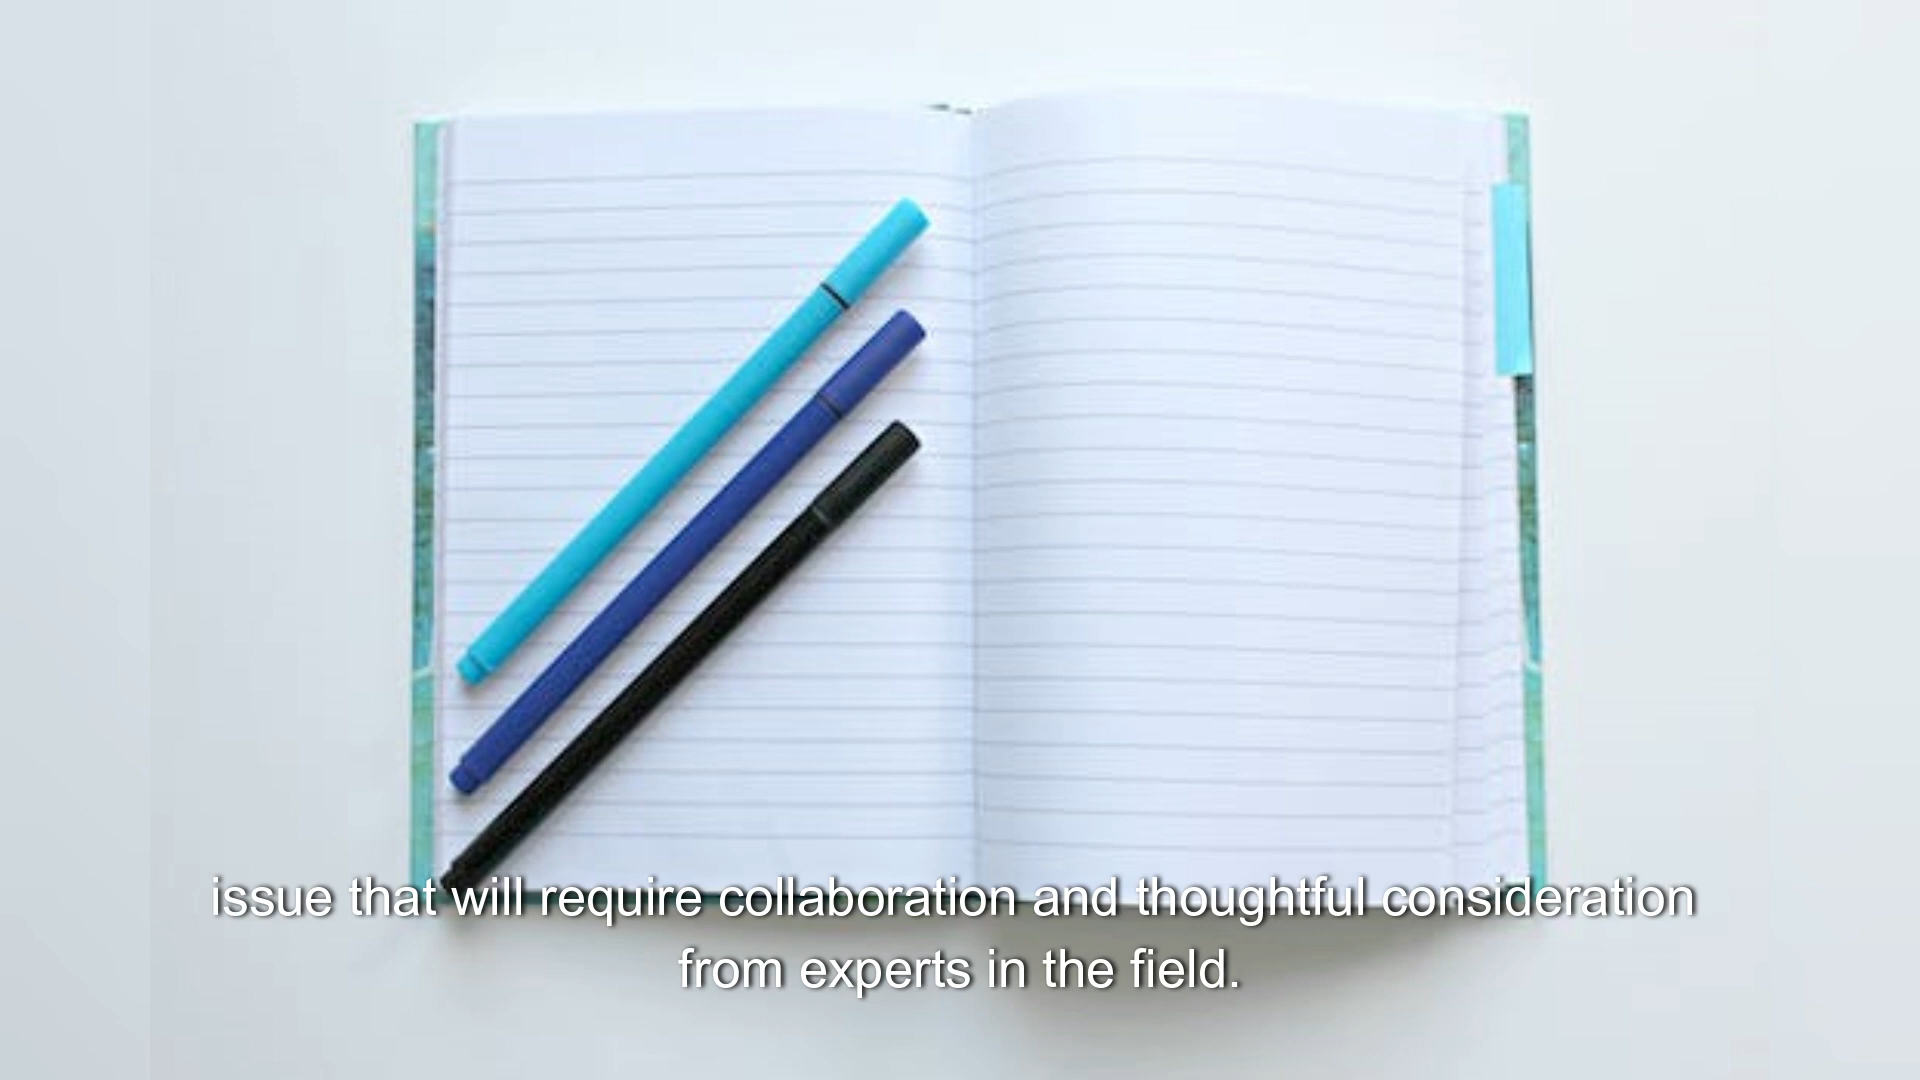 issue that will require collaboration and thoughtful consideration
from experts in the field.